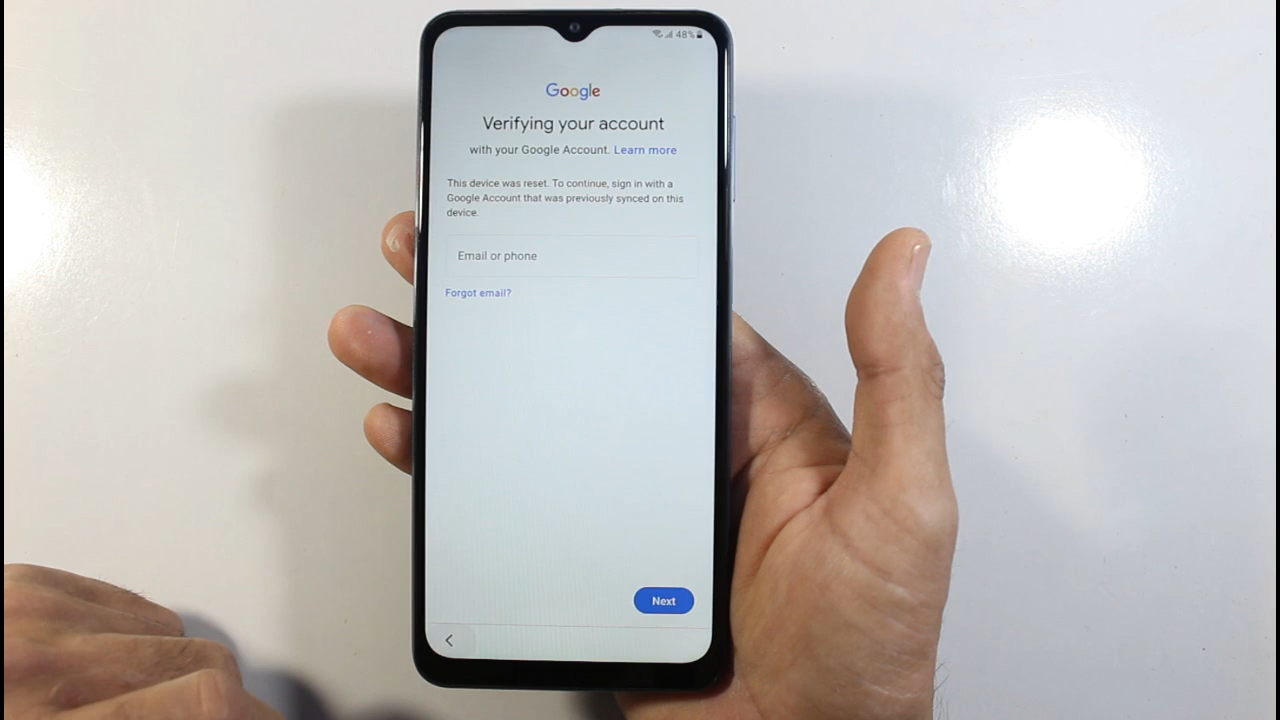 48%
Google
Verifying your account
with your Google Account. Learn more
This device was reset. To continue, sign in with a
Google Account that was previously synced on this
device.
Email or phone
Forgot email?
Next